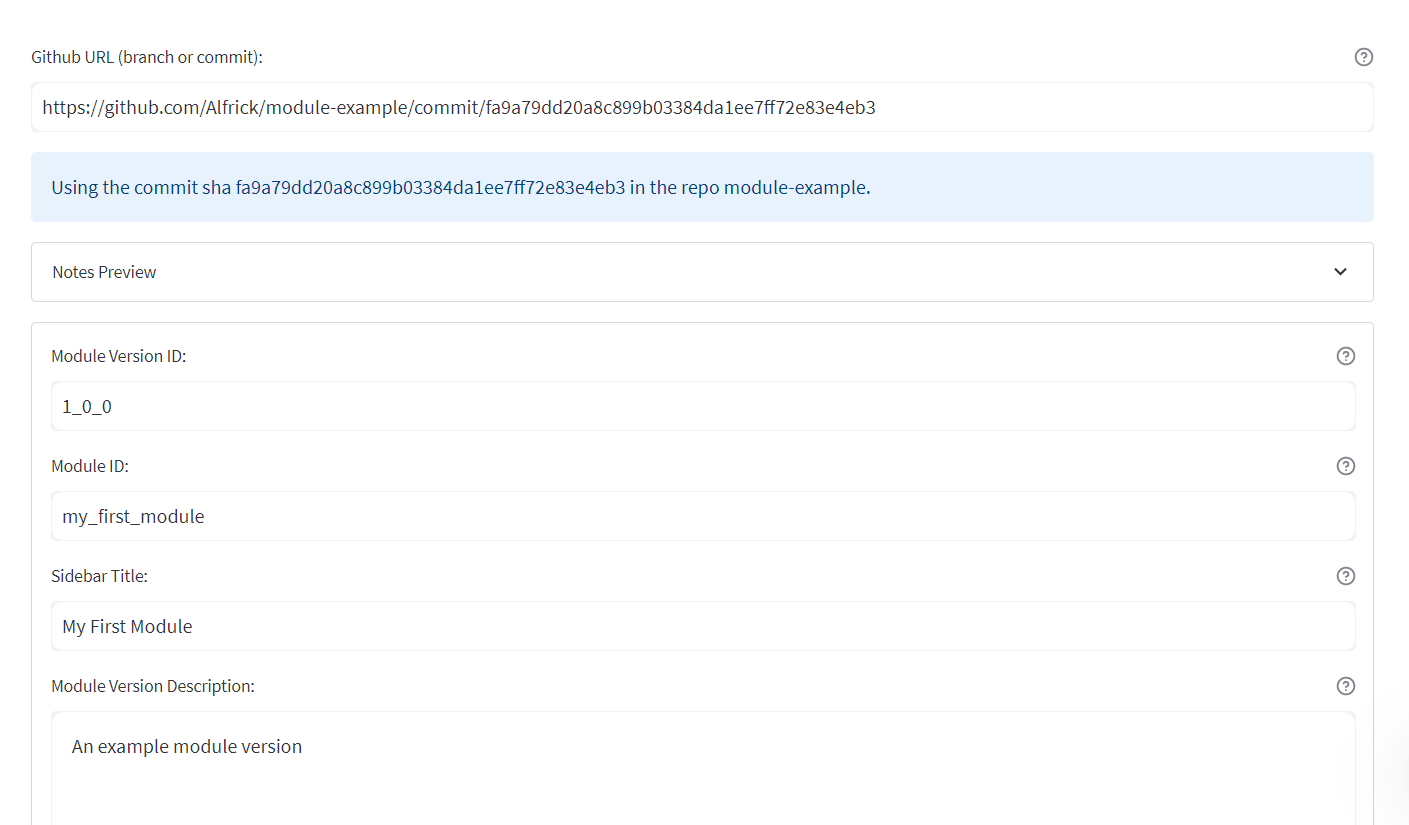 Github URL (branch or commit):
https://github.com/Alfrick/module-example/commit/fa9a79dd20a8c899b03384da1ee7ff72e83e4eb3
Using the commit sha fa9a79dd20a8c899b03384da1ee7ff72e83e4eb3 in the repo module-example.
Notes Preview
Module Version ID:
1_0_0
Module ID:
my_first_module
Sidebar Title:
My First Module
Module Version Description:
An example module version